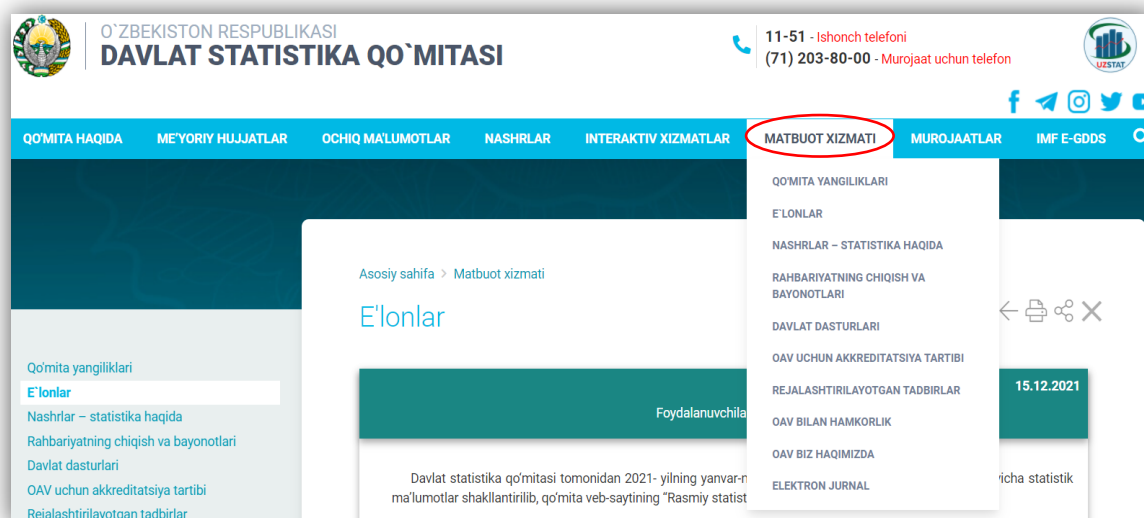 O`ZBEKISTON RESPUBLIKASI
DAVLAT STATISTIKA QO`MITASI
11-51 - Ishonch telefoni
(71) 203-80-00 - Murojaat uchun telefon
UZSTAT
QO'MITA HAQIDA ME'YORIY HUJJATLAR OCHIQ MA'LUMOTLAR NASHRLAR INTERAKTIV XIZMATLAR MATBUOT XIZMATI MUROJAATLAR IMF E-GDDS
QO'MITA YANGILIKLARI
E`LONLAR
NASHRLAR – STATISTIKA HAQIDA
RAHBARIYATNING CHIQISH VA
BAYONOTLARI
DAVLAT DASTURLARI
OAV UCHUN AKKREDITATSIYA TARTIBI
REJALASHTIRILAYOTGAN TADBIRLAR
OAV BILAN HAMKORLIK
OAV BIZ HAQIMIZDA
ELEKTRON JURNAL
Asosiy sahifa > Matbuot xizmati
E'lonlar
Qo'mita yangiliklari
E`lonlar
Nashrlar – statistika haqida
Rahbariyatning chiqish va bayonotlari
Davlat dasturlari
OAV uchun akkreditatsiya tartibi
Rejalashtirilayotgan tadbirlar
15.12.2021
Foydalanuvchila
Davlat statistika qo'mitasi tomonidan 2021- yilning yanvar-n icha statistik
ma'lumotlar shakllantirilib, qo'mita veb-saytining "Rasmiy statist